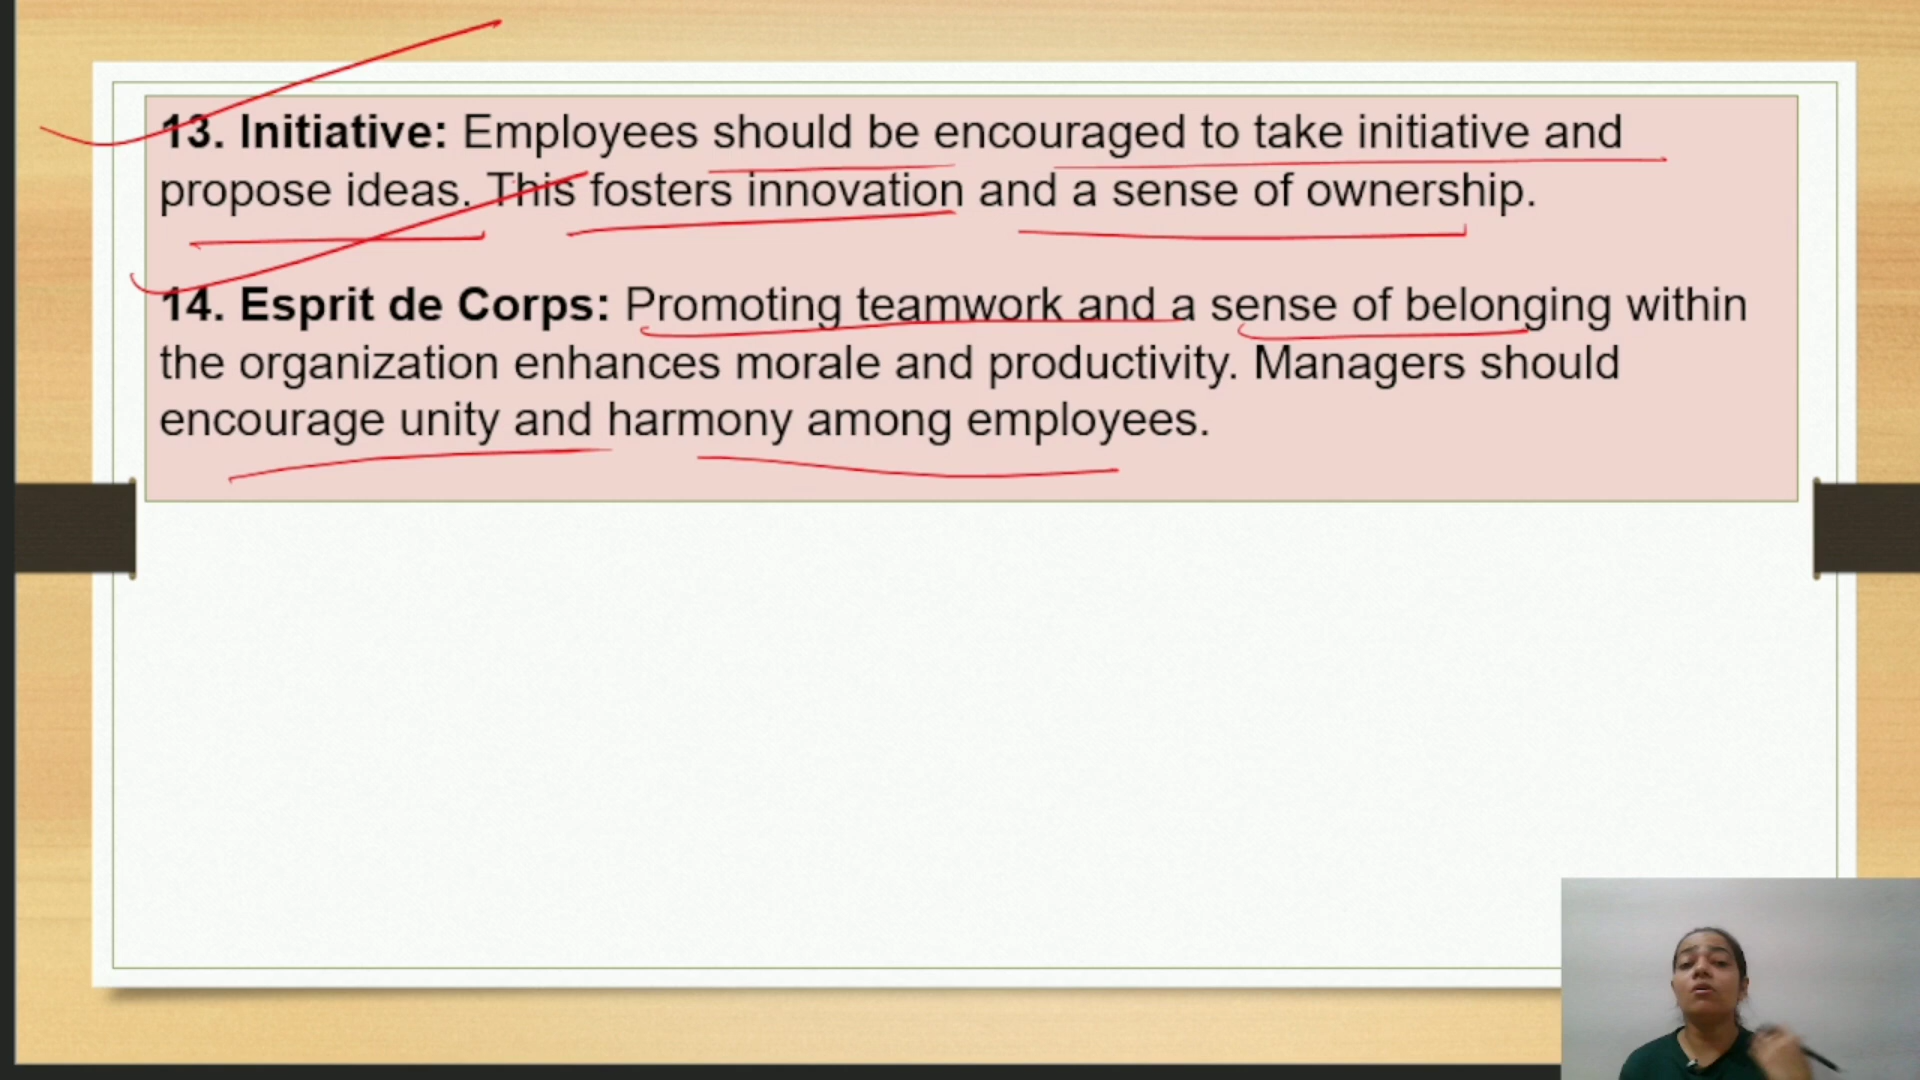 13. Initiative: Employees should be encouraged to take initiative and
propose ideas. This fosters innovation and a sense of ownership.
14. Esprit de Corps: Promoting teamwork and a sense of belonging within
the organization enhances morale and productivity. Managers should
encourage unity and harmony among employees.